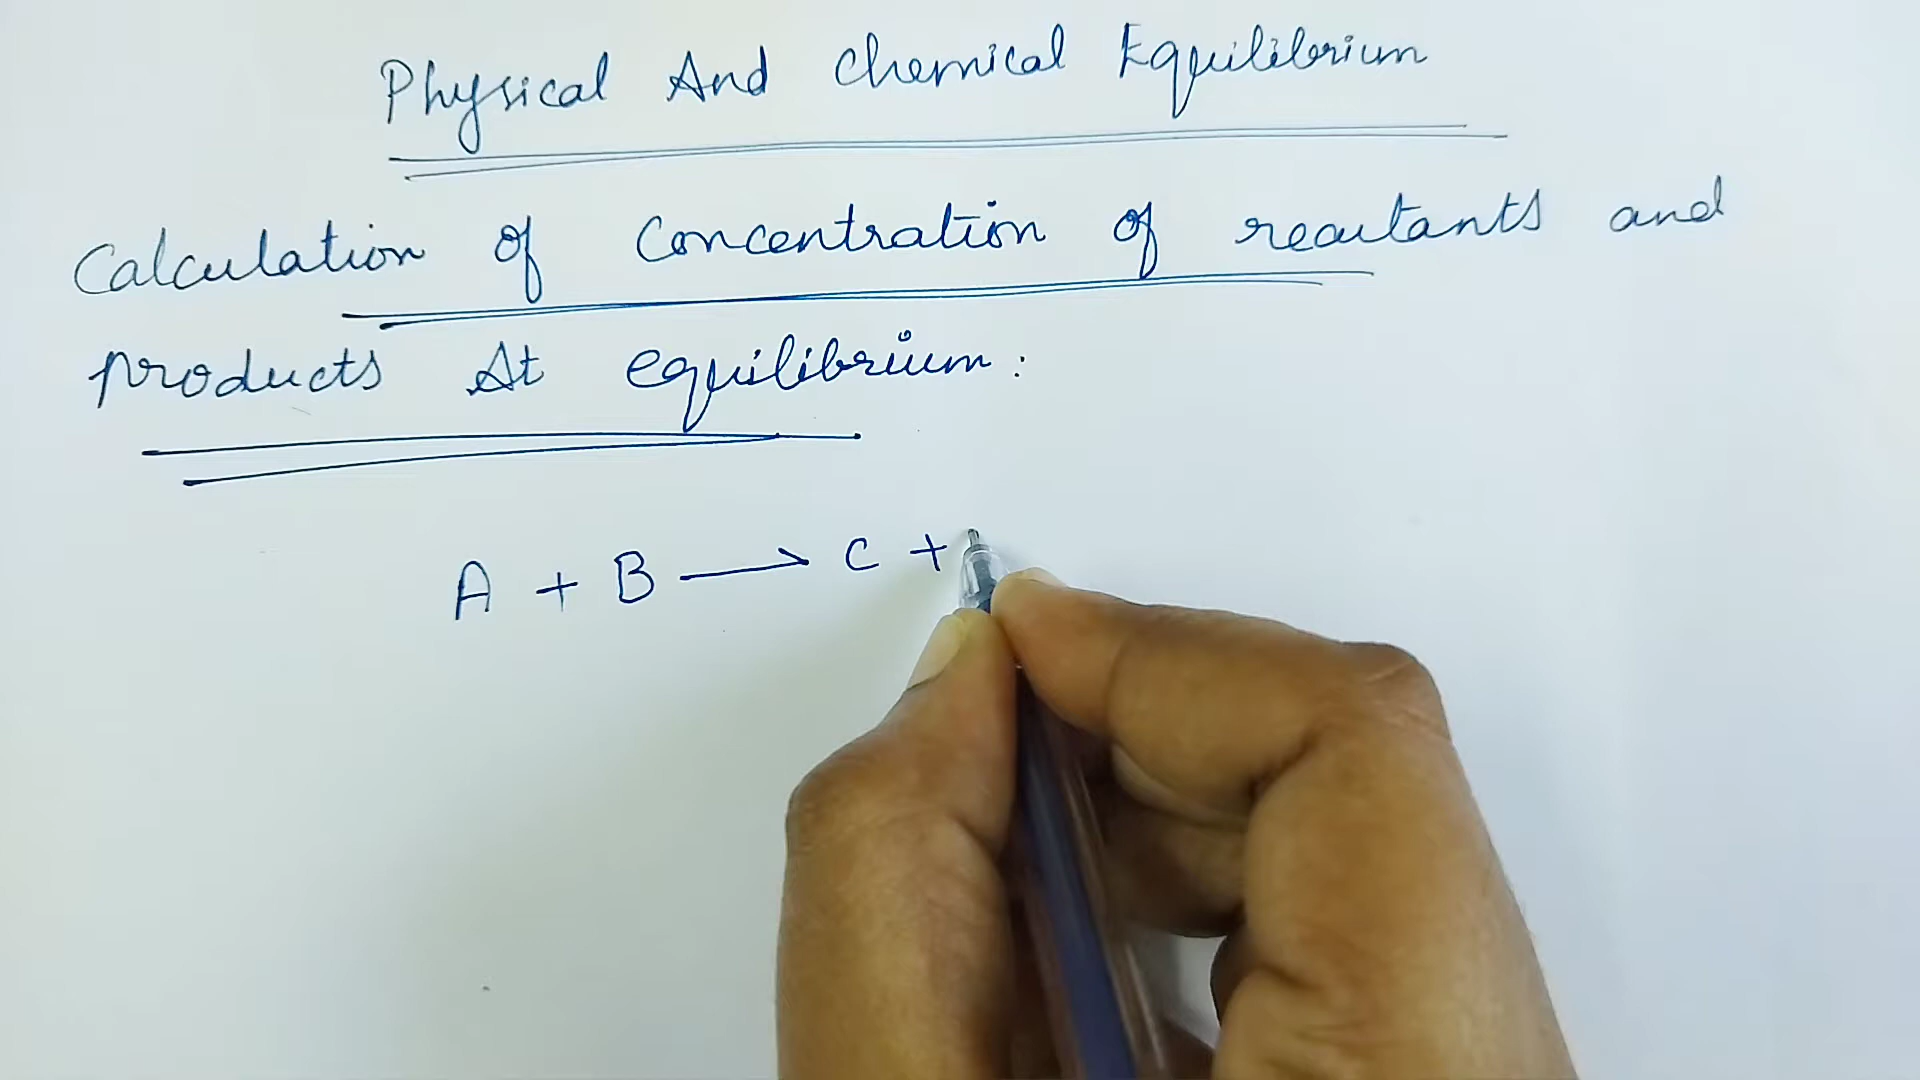 Physical And Chemical Equilibrium
Calculation of Concentration of reactants and
products At equilibrium:
A + B ⟶ C +